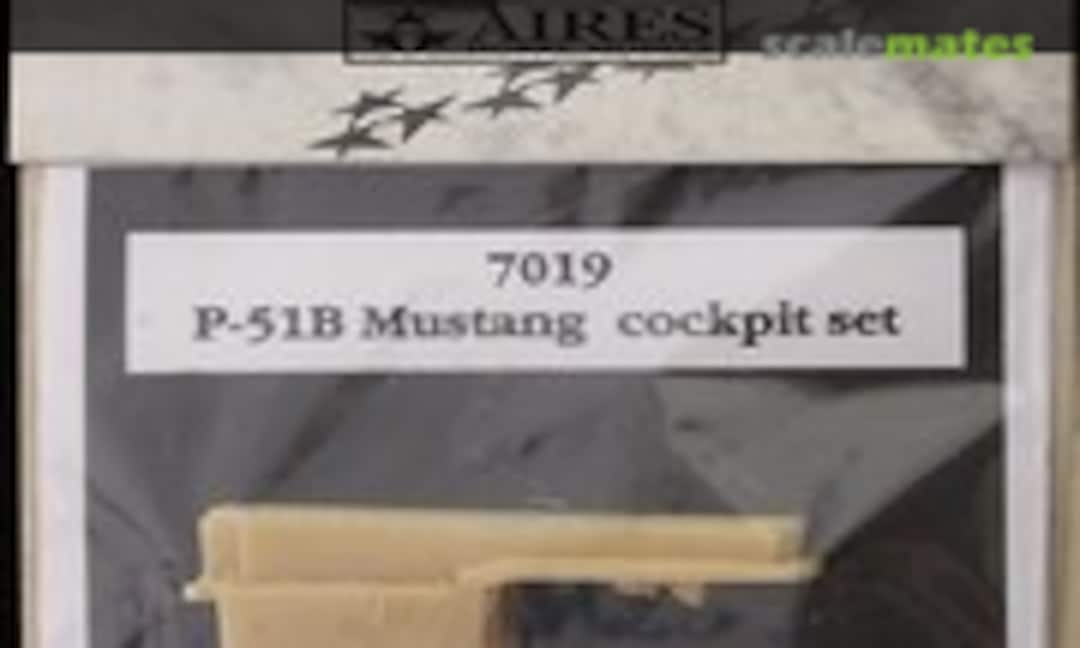 AIRES
scalemates
7019
P-51B Mustang cockpit set